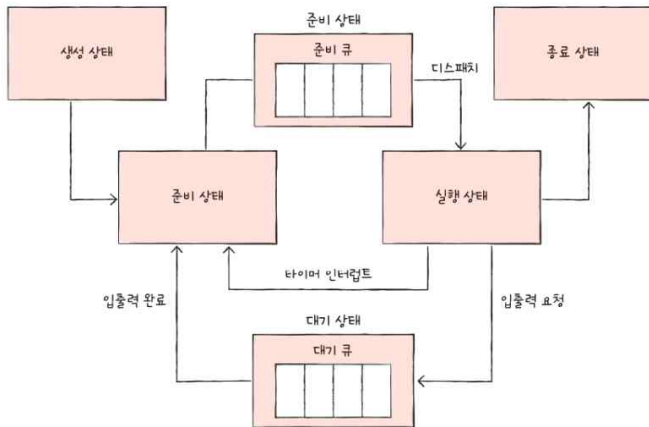 준비 상태
생성 상태
준비 큐
종료 상태
디스패치
준비 상태
실행 상태
타이머 인터럽트
입출력 완료
입출력 요청
대기 상태
대기 큐